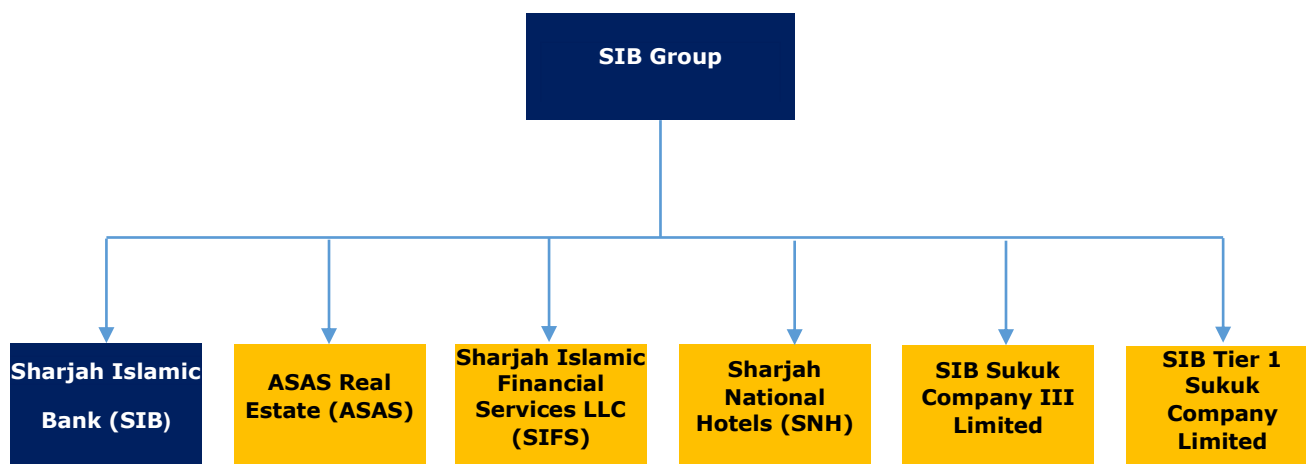 SIB Group
Sharjah Islamic
Bank (SIB)
ASAS Real
Estate (ASAS)
Sharjah Islamic
Financial
Services LLC
(SIFS)
Sharjah
National
Hotels (SNH)
SIB Sukuk
Company III
Limited
SIB Tier 1
Sukuk
Company
Limited